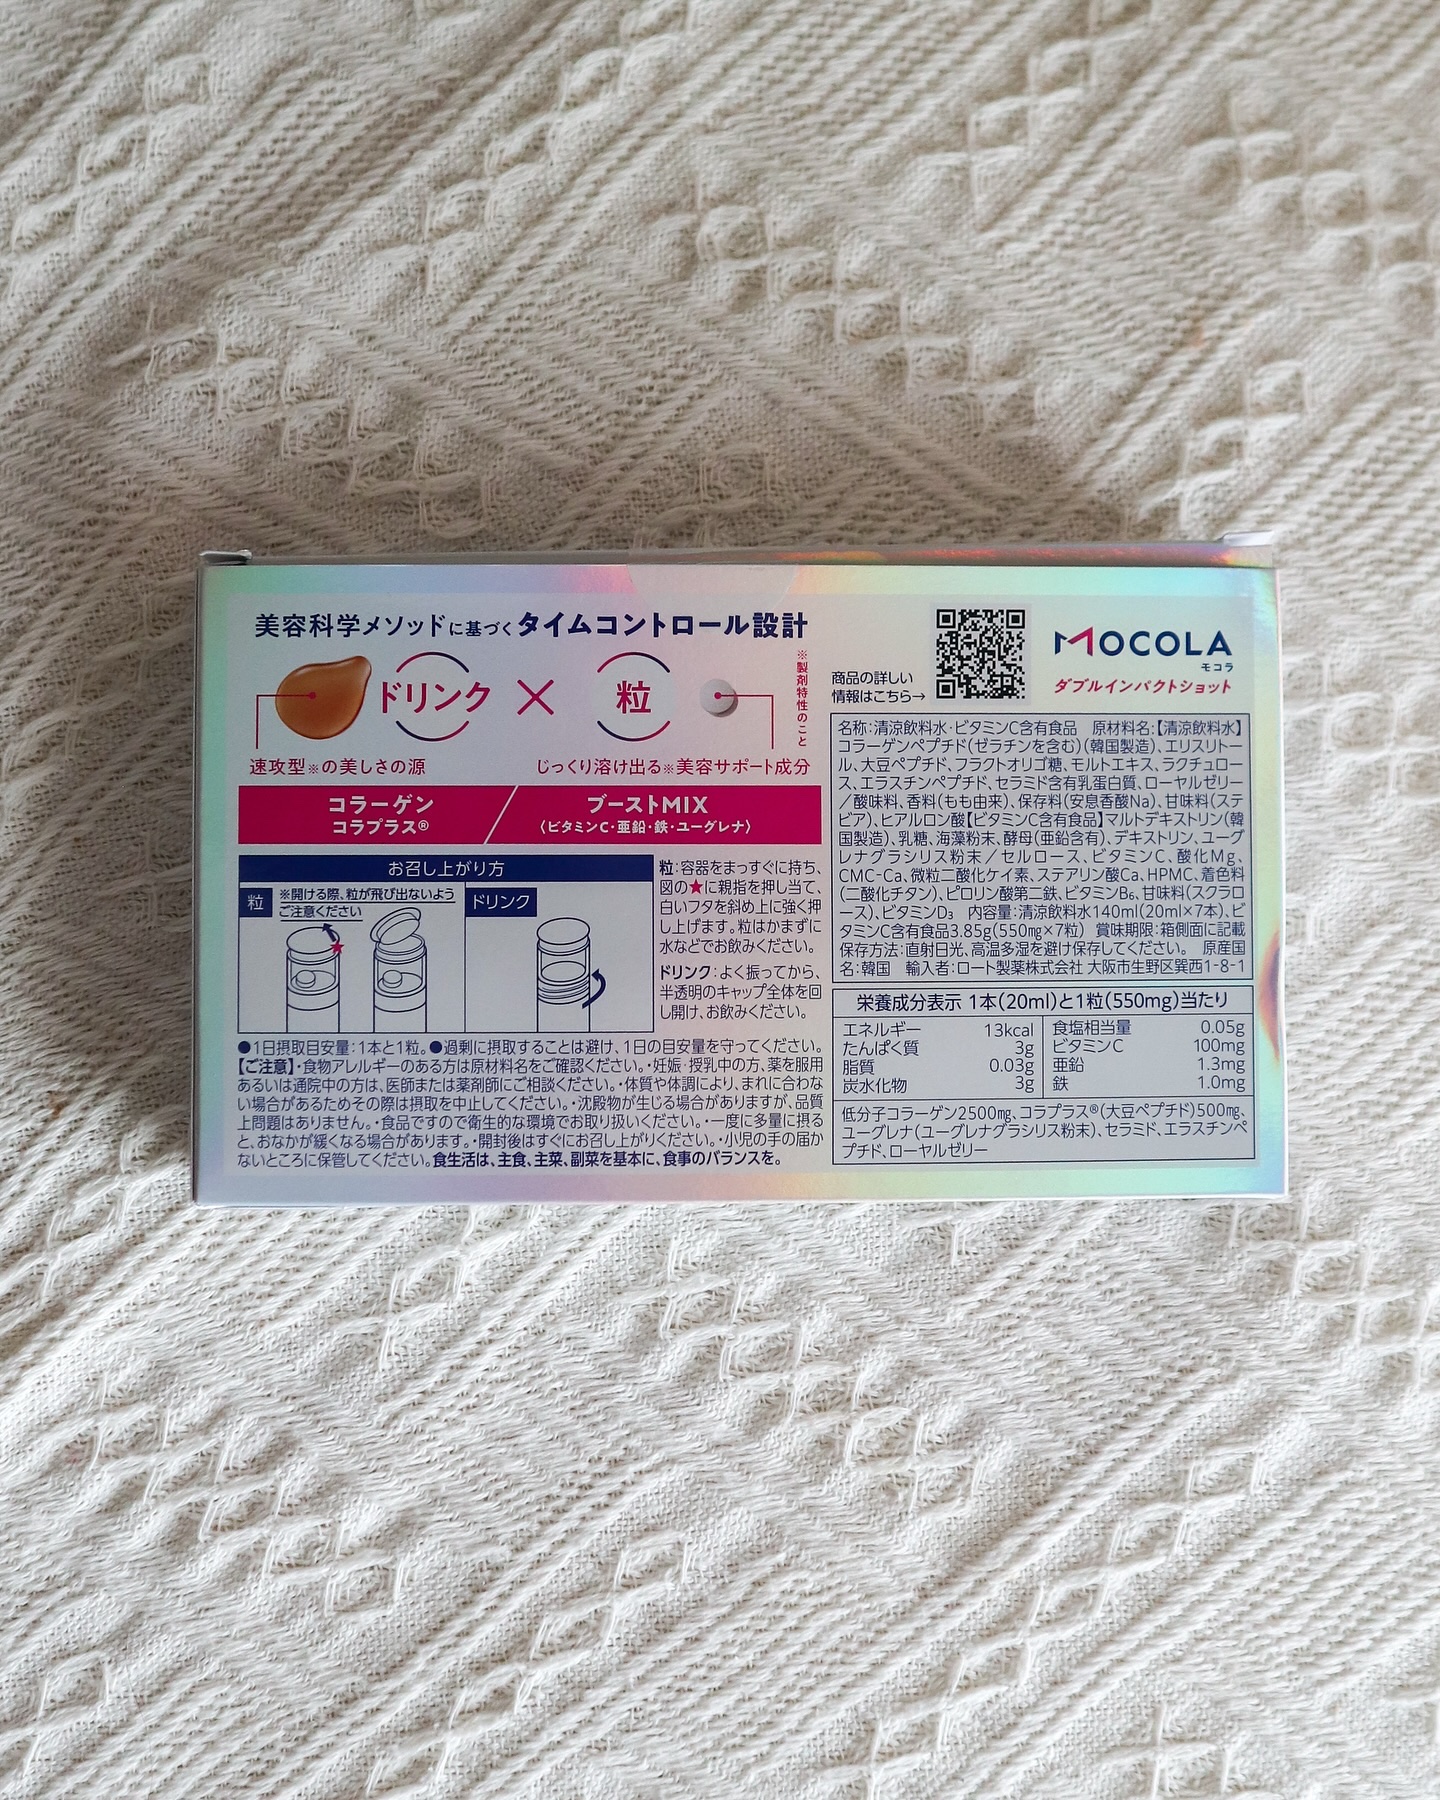 美容科学メソッドに基づくタイムコントロール設計
ドリンク×粒
※製剤特性のこと
速攻型※の美しさの源
じっくり溶け出る※美容サポート成分
コラーゲン
コラプラス®
ブーストMIX
〈ビタミンC・亜鉛・鉄・ユーグレナ〉
お召し上がり方
粒
※開ける際、粒が飛び出ないよう
ご注意ください
ドリンク
粒:容器をまっすぐに持ち、
図の★に親指を押し当て、
白いフタを斜め上に強く押
し上げます。粒はかまずに
水などでお飲みください。
ドリンク:よく振ってから、
半透明のキャップ全体を回
し開け、お飲みください。
●1日摂取目安量:1本と1粒。●過剰に摂取することは避け、1日の目安量を守ってください。
【ご注意】・食物アレルギーのある方は原材料名をご確認ください。・妊娠・授乳中の方、薬を服用
あるいは通院中の方は、医師または薬剤師にご相談ください。・体質や体調により、まれに合わな
い場合があるためその際は摂取を中止してください。・沈殿物が生じる場合がありますが、品質
上問題はありません。・食品ですので衛生的な環境でお取り扱いください。・一度に多量に摂る
と、おなかが緩くなる場合があります。・開封後はすぐにお召し上がりください。・小児の手の届か
ないところに保管してください。食生活は、主食、主菜、副菜を基本に、食事のバランスを。
商品の詳しい
情報はこちら→
MOCOLA
モコラ
ダブルインパクトショット
名称:清涼飲料水・ビタミンC含有食品 原材料名:【清涼飲料水】
コラーゲンペプチド(ゼラチンを含む)(韓国製造)、エリスリトー
ル、大豆ペプチド、フラクトオリゴ糖、モルトエキス、ラクチュロー
ス、エラスチンペプチド、セラミド含有乳蛋白質、ローヤルゼリー
/酸味料、香料(もも由来)、保存料(安息香酸Na)、甘味料(ステ
ビア)、ヒアルロン酸【ビタミンC含有食品】マルトデキストリン(韓
国製造)、乳糖、海藻粉末、酵母(亜鉛含有)、デキストリン、ユーグ
レナグラシリス粉末/セルロース、ビタミンC、酸化Mg、
CMC-Ca、微粒二酸化ケイ素、ステアリン酸Ca、HPMC、着色料
(二酸化チタン)、ピロリン酸第二鉄、ビタミンB₆、甘味料(スクラロ
ース)、ビタミンD₃ 内容量:清涼飲料水140ml(20ml×7本)、ビ
タミンC含有食品3.85g(550mg×7粒) 賞味期限:箱側面に記載
保存方法:直射日光、高温多湿を避け保存してください。 原産国
名:韓国 輸入者:ロート製薬株式会社 大阪市生野区巽西1-8-1
栄養成分表示 1本(20ml)と1粒(550mg)当たり
エネルギー 13kcal
たんぱく質 3g
脂質 0.03g
炭水化物 3g
食塩相当量 0.05g
ビタミンC 100mg
亜鉛 1.3mg
鉄 1.0mg
低分子コラーゲン2500mg、コラプラス®(大豆ペプチド)500mg、
ユーグレナ(ユーグレナグラシリス粉末)、セラミド、エラスチンペ
プチド、ローヤルゼリー